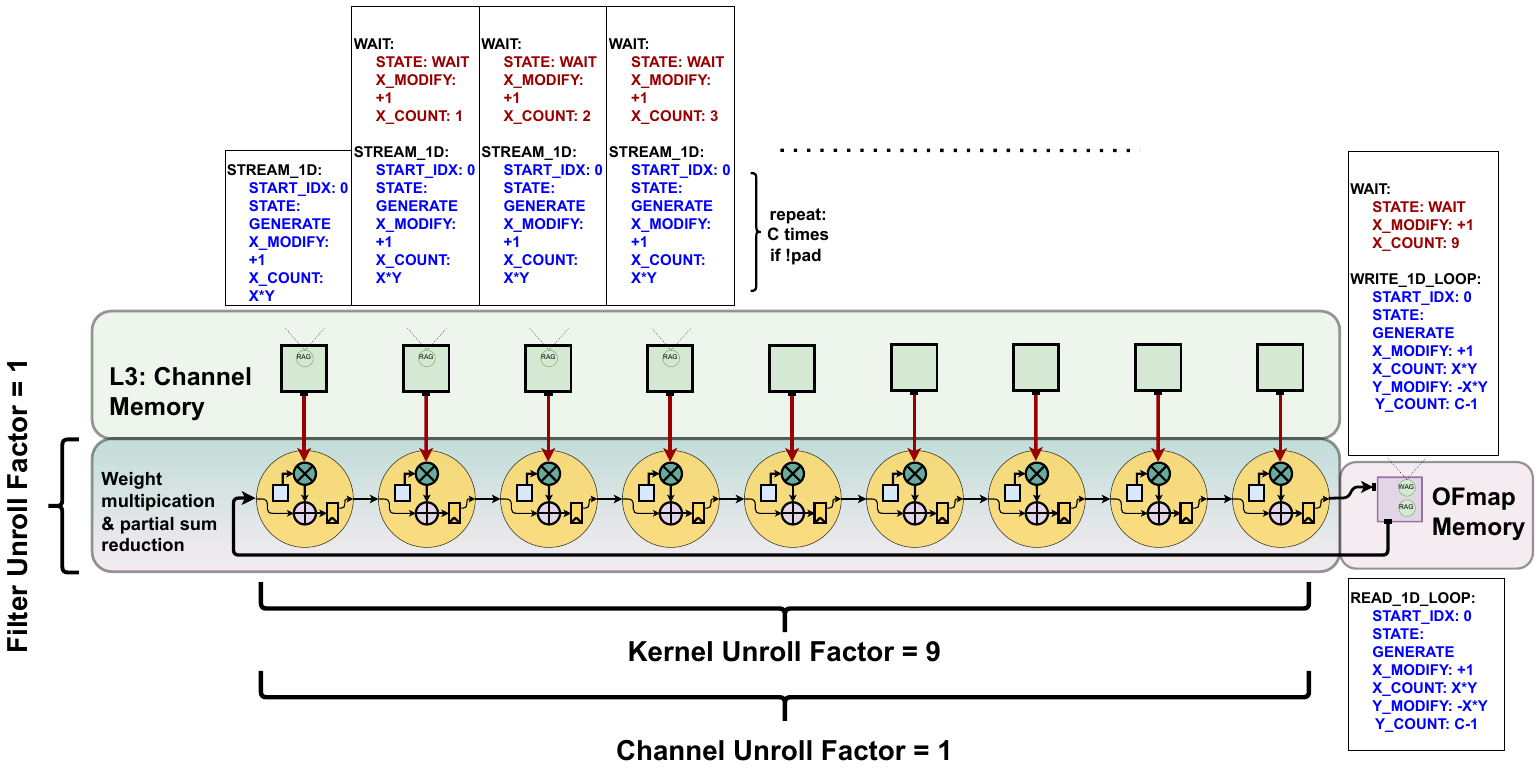 WAIT:
STATE: WAIT
X_MODIFY:
+1
X_COUNT: 1
WAIT:
STATE: WAIT
X_MODIFY:
+1
X_COUNT: 2
WAIT:
STATE: WAIT
X_MODIFY:
+1
X_COUNT: 3
STREAM_1D:
START_IDX: 0
STATE:
GENERATE
X_MODIFY:
+1
X_COUNT:
X*Y
STREAM_1D:
START_IDX: 0
STATE:
GENERATE
X_MODIFY:
+1
X_COUNT:
X*Y
STREAM_1D:
START_IDX: 0
STATE:
GENERATE
X_MODIFY:
+1
X_COUNT:
X*Y
STREAM_1D:
START_IDX: 0
STATE:
GENERATE
X_MODIFY:
+1
X_COUNT:
X*Y
repeat:
C times
if !pad
WAIT:
STATE: WAIT
X_MODIFY: +1
X_COUNT: 9
WRITE_1D_LOOP:
START_IDX: 0
STATE:
GENERATE
X_MODIFY: +1
X_COUNT: X*Y
Y_MODIFY: -X*Y
Y_COUNT: C-1
L3: Channel
Memory
RAG
RAG
RAG
RAG
Filter Unroll Factor = 1
Weight
multipication
& partial sum
reduction
WAG
RAG
OFmap
Memory
READ_1D_LOOP:
START_IDX: 0
STATE:
GENERATE
X_MODIFY: +1
X_COUNT: X*Y
Y_MODIFY: -X*Y
Y_COUNT: C-1
Kernel Unroll Factor = 9
Channel Unroll Factor = 1